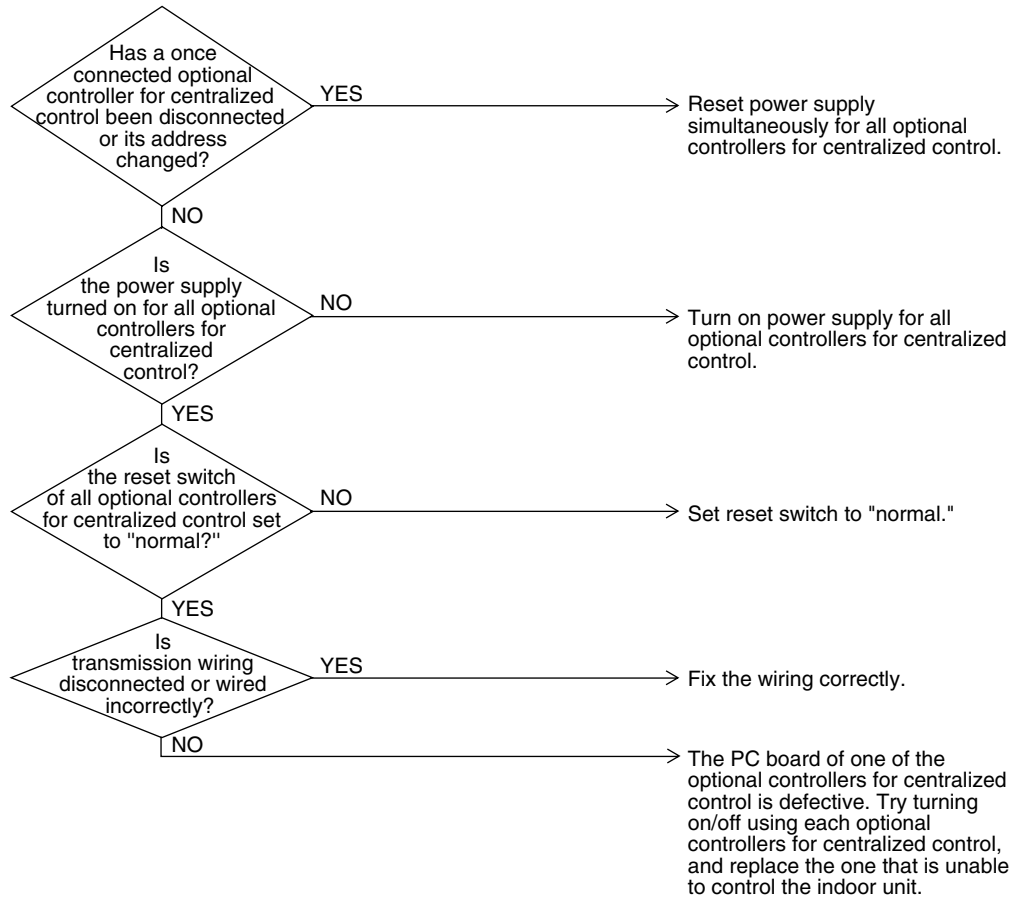 Has a once
connected optional
controller for centralized
control been disconnected
or its address
changed?
YES
Reset power supply
simultaneously for all optional
controllers for centralized control.
NO
Is
the power supply
turned on for all optional
controllers for
centralized
control?
NO
Turn on power supply for all
optional controllers for centralized
control.
YES
Is
the reset switch
of all optional controllers
for centralized control set
to "normal?"
NO
Set reset switch to "normal."
YES
Is
transmission wiring
disconnected or wired
incorrectly?
YES
Fix the wiring correctly.
NO
The PC board of one of the
optional controllers for centralized
control is defective. Try turning
on/off using each optional
controllers for centralized control,
and replace the one that is unable
to control the indoor unit.